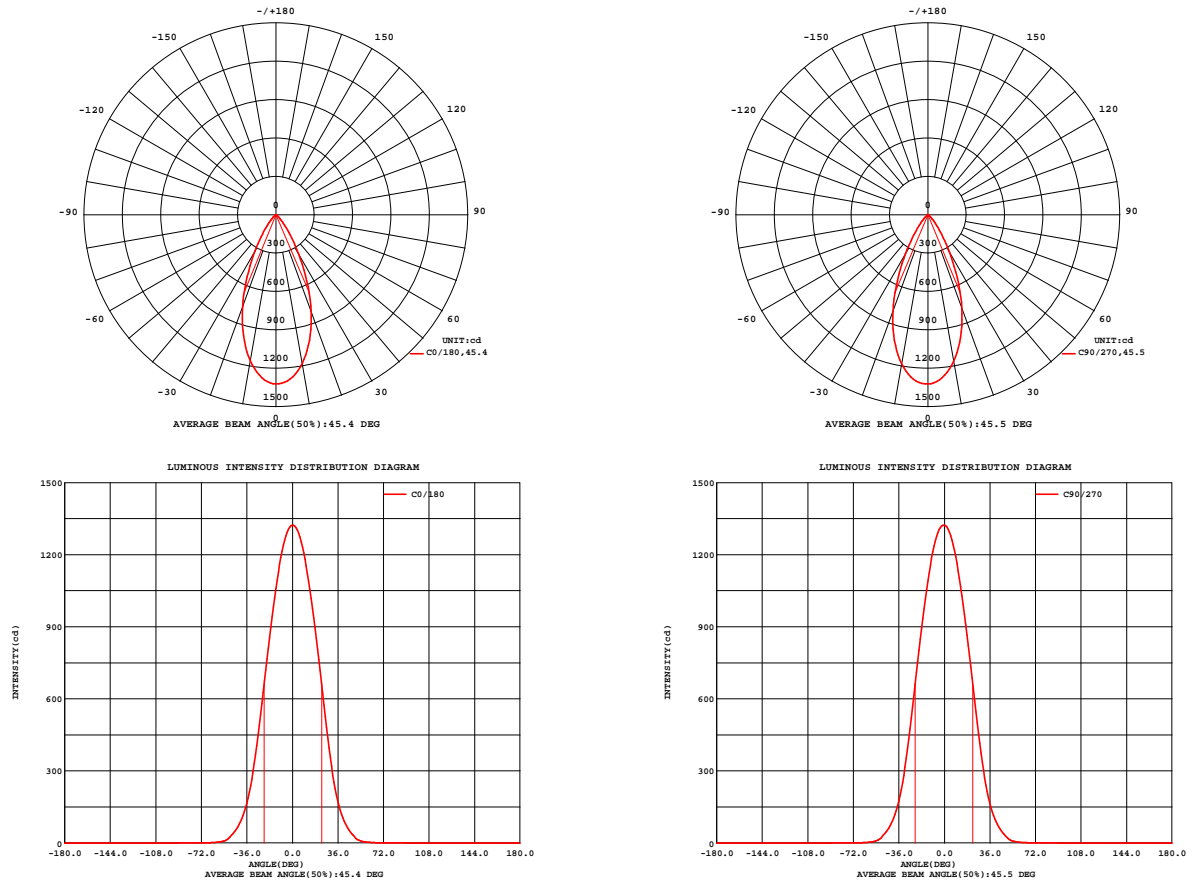 -/+180
-150
150
-120
120
-90
90
-60
60
-30
30
0
0
300
600
900
1200
1500
UNIT:cd
C0/180,45.4
AVERAGE BEAM ANGLE(50%):45.4 DEG
-/+180
-150
150
-120
120
-90
90
-60
60
-30
30
0
0
300
600
900
1200
1500
UNIT:cd
C90/270,45.5
AVERAGE BEAM ANGLE(50%):45.5 DEG
LUMINOUS INTENSITY DISTRIBUTION DIAGRAM
C0/180
INTENSITY(cd)
1500
1200
900
600
300
0
-180.0 -144.0 -108.0 -72.0 -36.0 0.0 36.0 72.0 108.0 144.0 180.0
ANGLE(DEG)
AVERAGE BEAM ANGLE(50%):45.4 DEG
LUMINOUS INTENSITY DISTRIBUTION DIAGRAM
C90/270
INTENSITY(cd)
1500
1200
900
600
300
0
-180.0 -144.0 -108.0 -72.0 -36.0 0.0 36.0 72.0 108.0 144.0 180.0
ANGLE(DEG)
AVERAGE BEAM ANGLE(50%):45.5 DEG